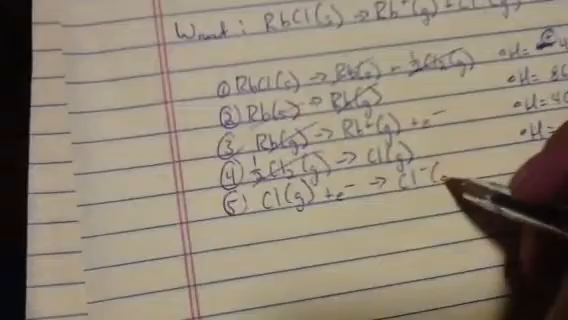 Want: RbCl(s) → Rb⁺(g) + Cl⁻(g)
① RbCl(s) → Rb(s) + ½Cl₂(g) °H=
② Rb(s) → Rb(g) °H=
③ Rb(g) → Rb⁺(g) + e⁻ °H=
④ ½Cl₂(g) → Cl(g) °H=
⑤ Cl(g) + e⁻ → Cl⁻(